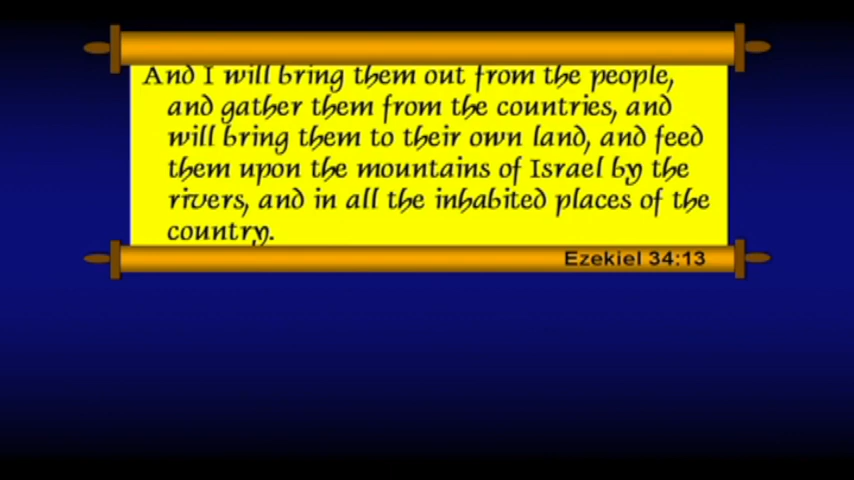 And I will bring them out from the people,
and gather them from the countries, and
will bring them to their own land, and feed
them upon the mountains of Israel by the
rivers, and in all the inhabited places of the
country.
Ezekiel 34:13